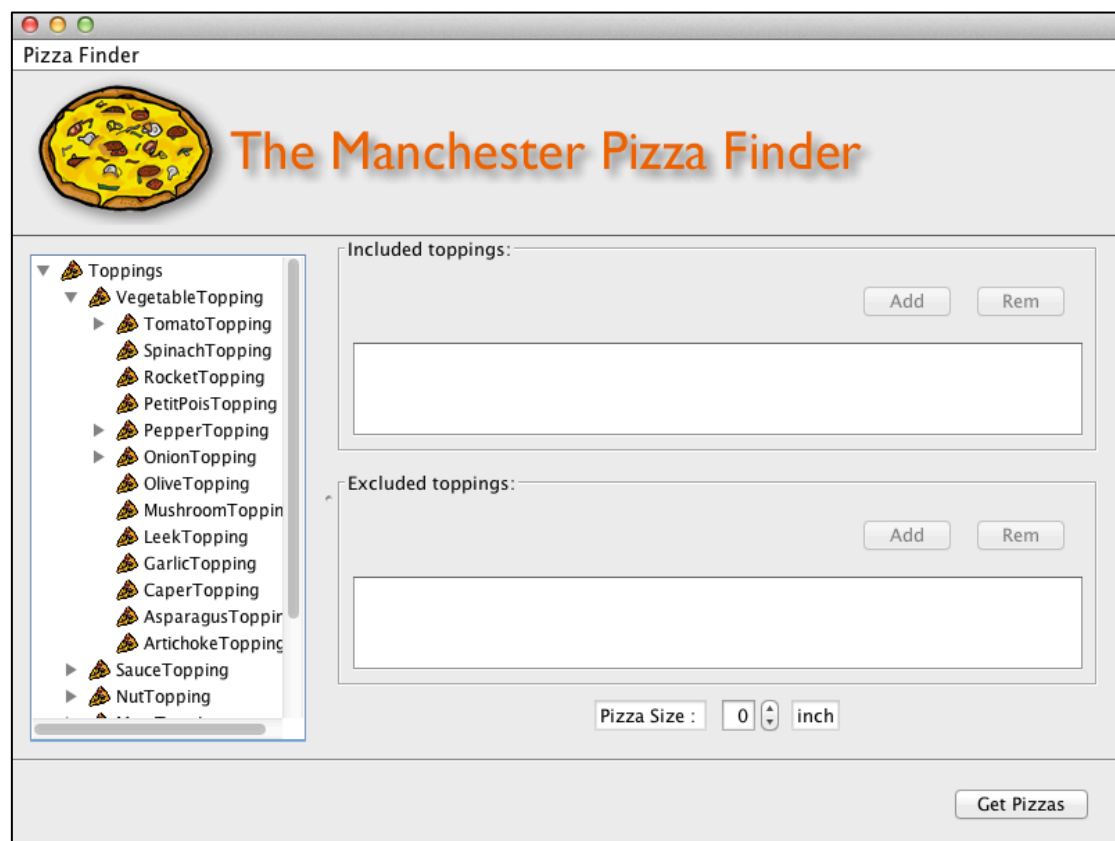 Pizza Finder
The Manchester Pizza Finder
Toppings
VegetableTopping
TomatoTopping
SpinachTopping
RocketTopping
PetitPoisTopping
PepperTopping
OnionTopping
OliveTopping
MushroomToppin
LeekTopping
GarlicTopping
CaperTopping
AsparagusToppin
ArtichokeTopping
SauceTopping
NutTopping
Included toppings:
Add Rem
Excluded toppings:
Add Rem
Pizza Size : 0 inch
Get Pizzas